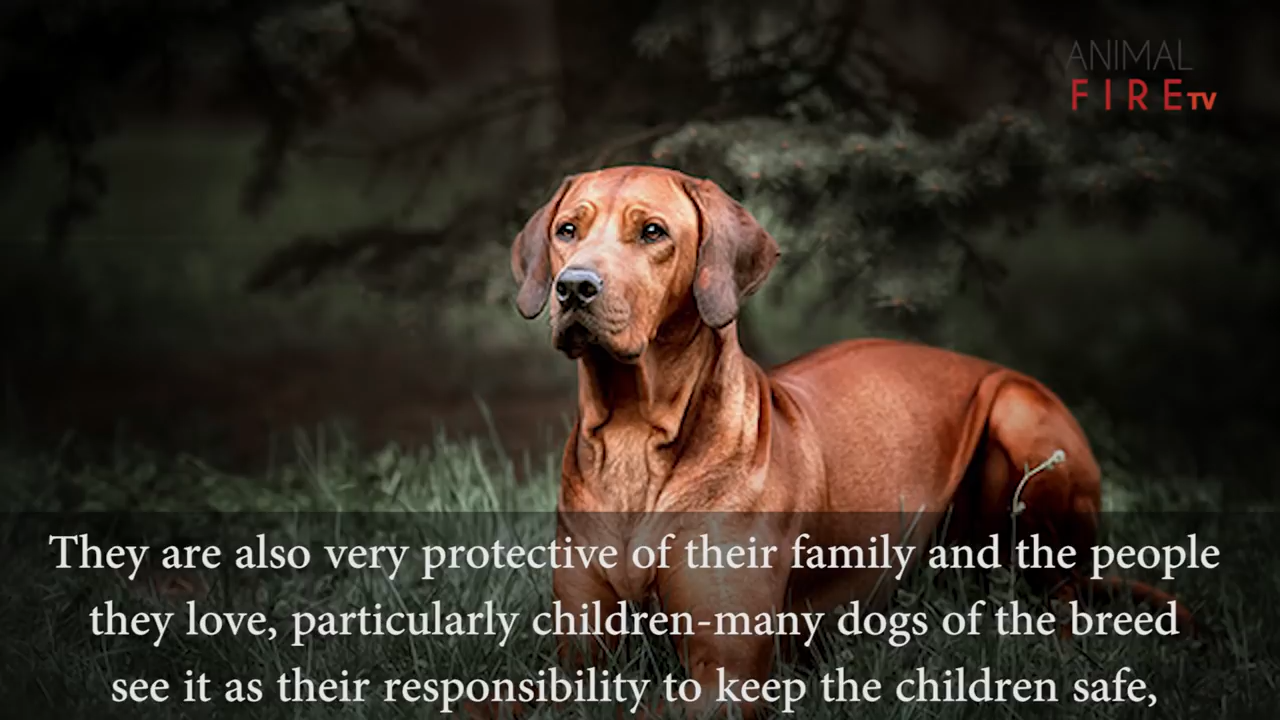 ANIMAL
FIRE TV
They are also very protective of their family and the people
they love, particularly children-many dogs of the breed
see it as their responsibility to keep the children safe,